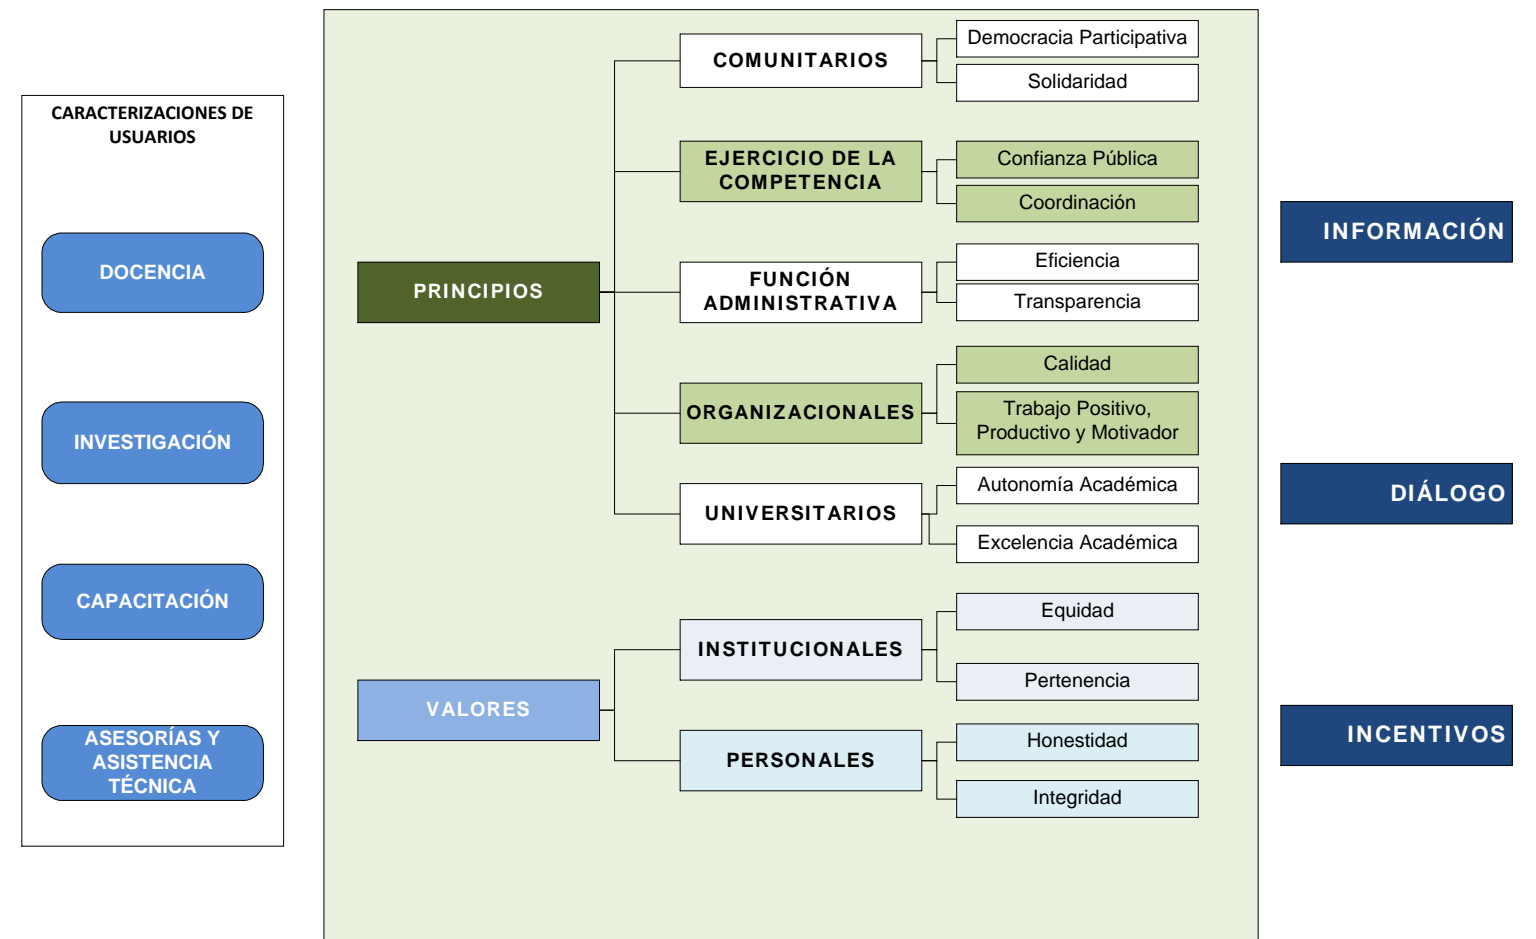 CARACTERIZACIONES DE
USUARIOS
DOCENCIA
INVESTIGACIÓN
CAPACITACIÓN
ASESORÍAS Y
ASISTENCIA
TÉCNICA
PRINCIPIOS
COMUNITARIOS
Democracia Participativa
Solidaridad
EJERCICIO DE LA
COMPETENCIA
Confianza Pública
Coordinación
FUNCIÓN
ADMINISTRATIVA
Eficiencia
Transparencia
ORGANIZACIONALES
Calidad
Trabajo Positivo,
Productivo y Motivador
UNIVERSITARIOS
Autonomía Académica
Excelencia Académica
VALORES
INSTITUCIONALES
Equidad
Pertenencia
PERSONALES
Honestidad
Integridad
INFORMACIÓN
DIÁLOGO
INCENTIVOS